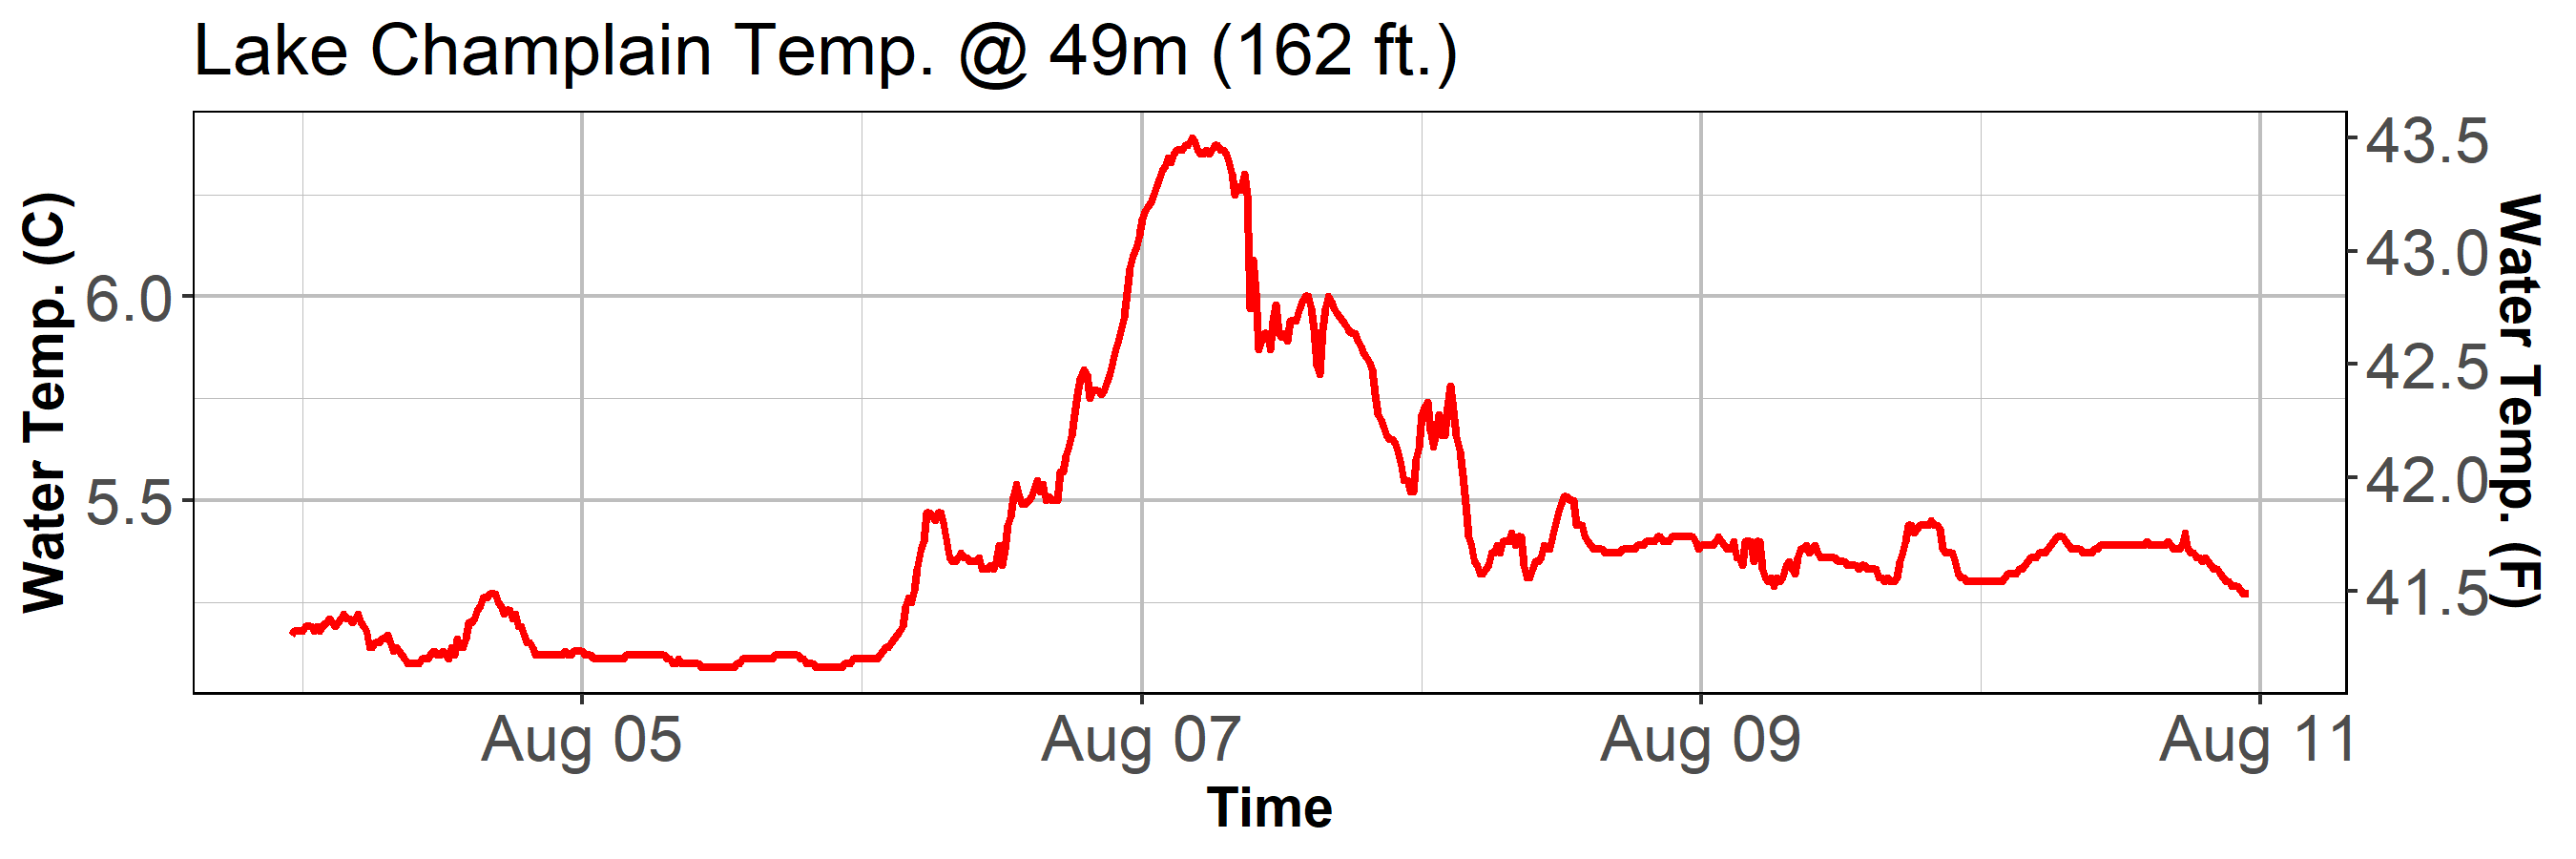 Lake Champlain Temp. @ 49m (162 ft.)
Water Temp. (C)
6.0
5.5
43.5
43.0
42.5
42.0
41.5
Water Temp. (F)
Aug 05 Aug 07 Aug 09 Aug 11
Time